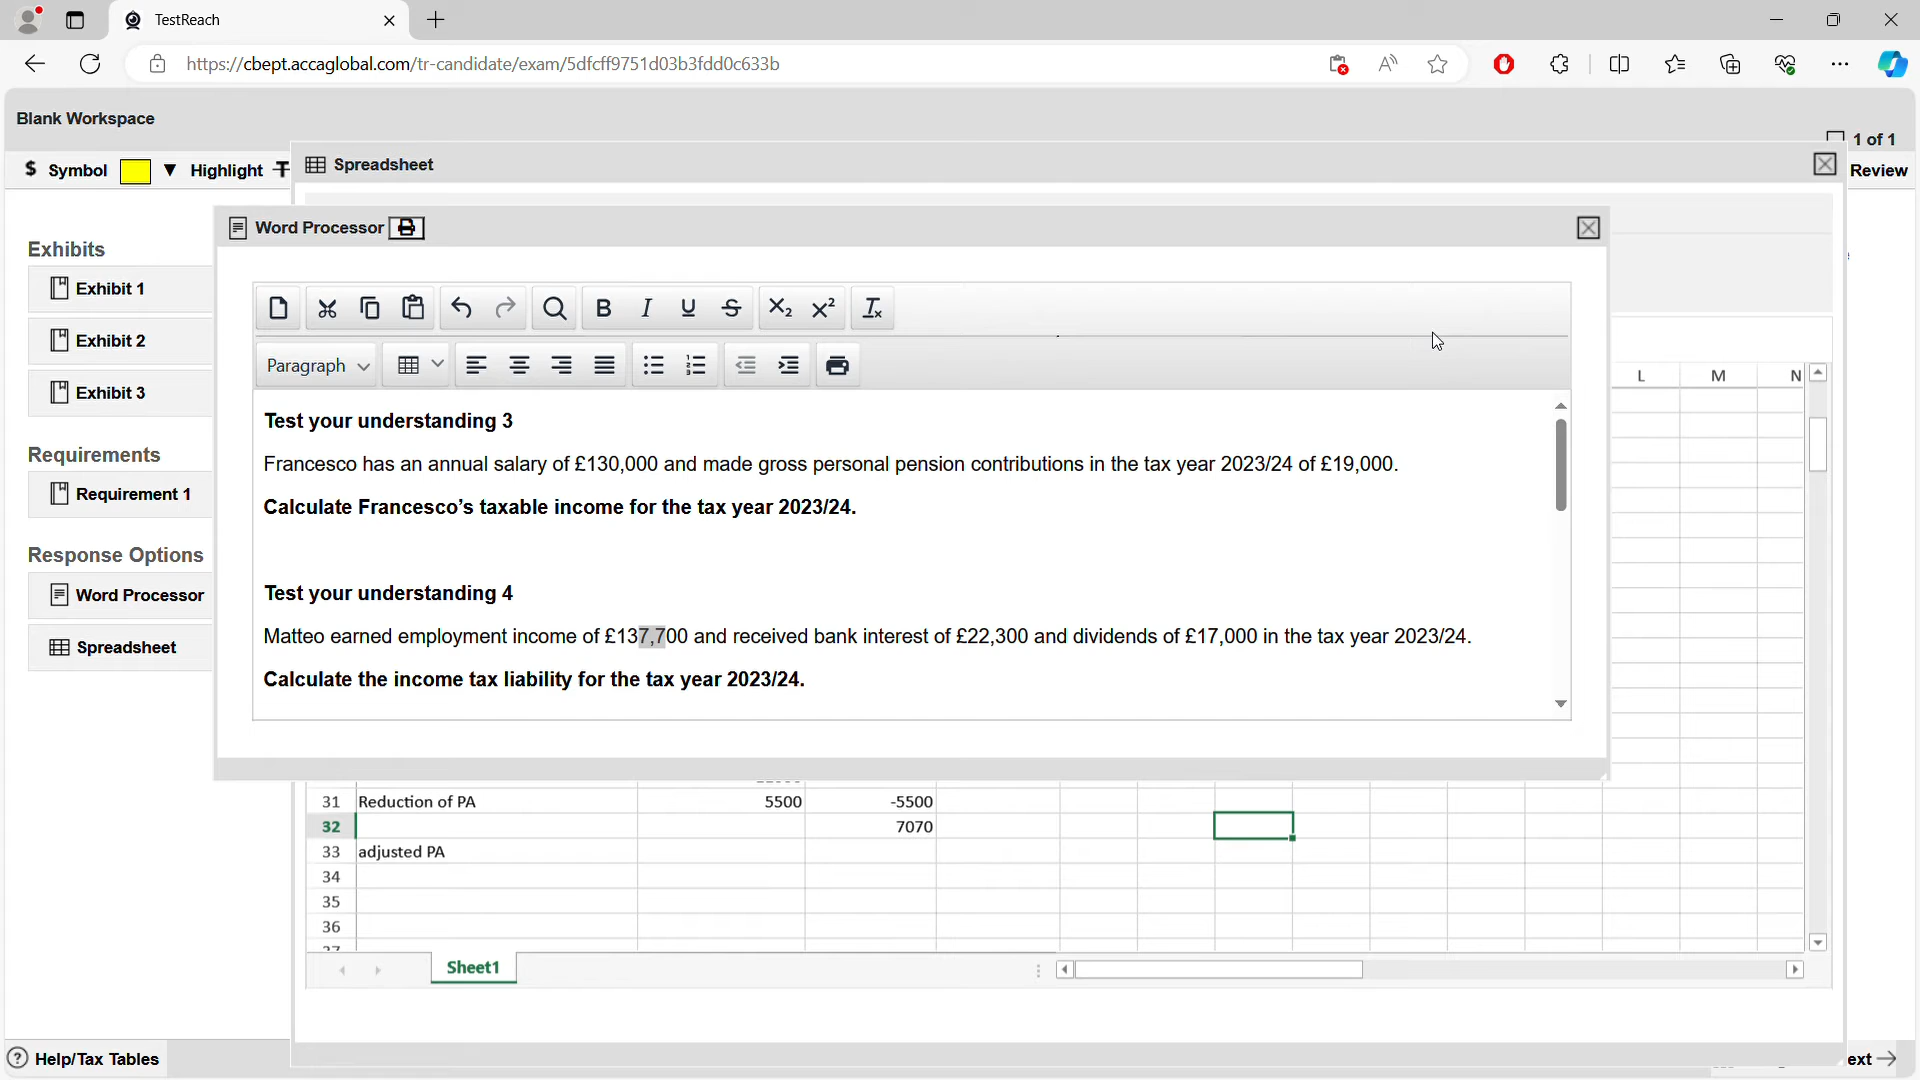 TestReach
https://cbept.accaglobal.com/tr-candidate/exam/5dfcff9751d03b3fdd0c633b
Blank Workspace
1 of 1
$ Symbol
Highlight
Spreadsheet
Review
Word Processor
Exhibits
Exhibit 1
Exhibit 2
Exhibit 3
Requirements
Requirement 1
Response Options
Word Processor
Spreadsheet
Paragraph
Test your understanding 3
Francesco has an annual salary of £130,000 and made gross personal pension contributions in the tax year 2023/24 of £19,000.
Calculate Francesco’s taxable income for the tax year 2023/24.
Test your understanding 4
Matteo earned employment income of £137,700 and received bank interest of £22,300 and dividends of £17,000 in the tax year 2023/24.
Calculate the income tax liability for the tax year 2023/24.
L M N
31 Reduction of PA 5500 -5500
32 7070
33 adjusted PA
34
35
36
37
Sheet1
Help/Tax Tables
ext